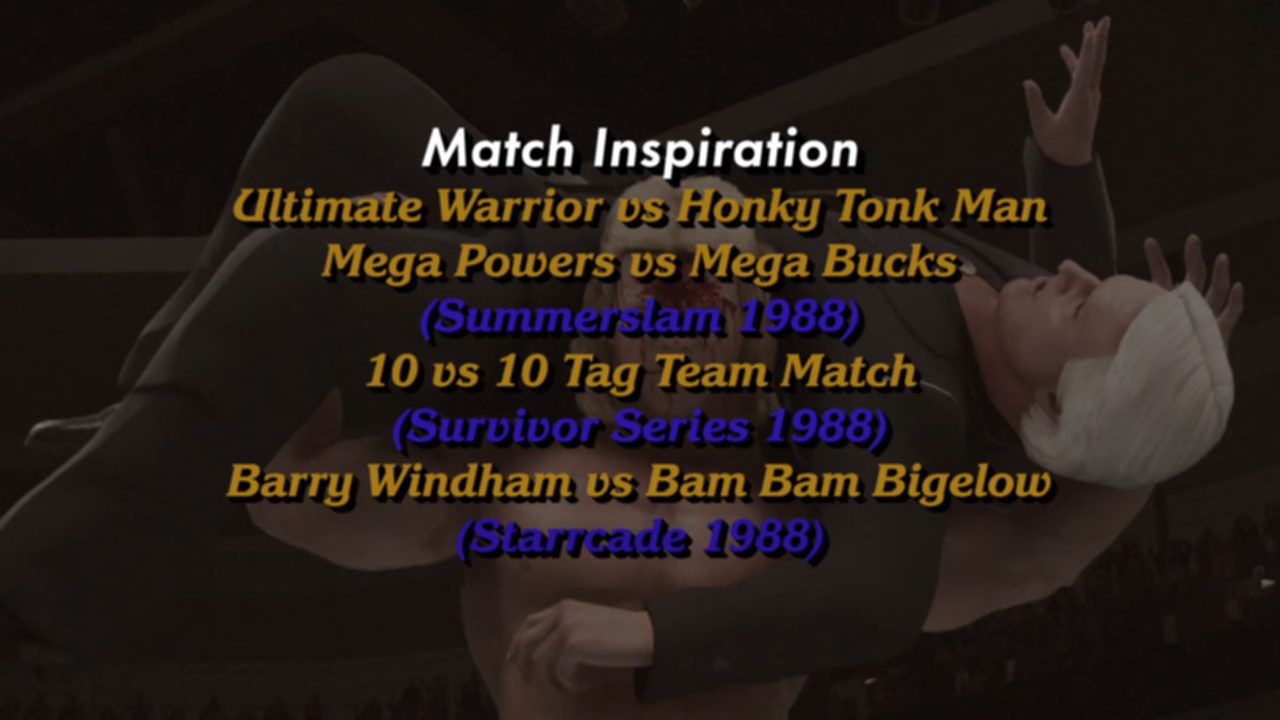 Match Inspiration
Ultimate Warrior vs Honky Tonk Man
Mega Powers vs Mega Bucks
(Summerslam 1988)
10 vs 10 Tag Team Match
(Survivor Series 1988)
Barry Windham vs Bam Bam Bigelow
(Starrcade 1988)